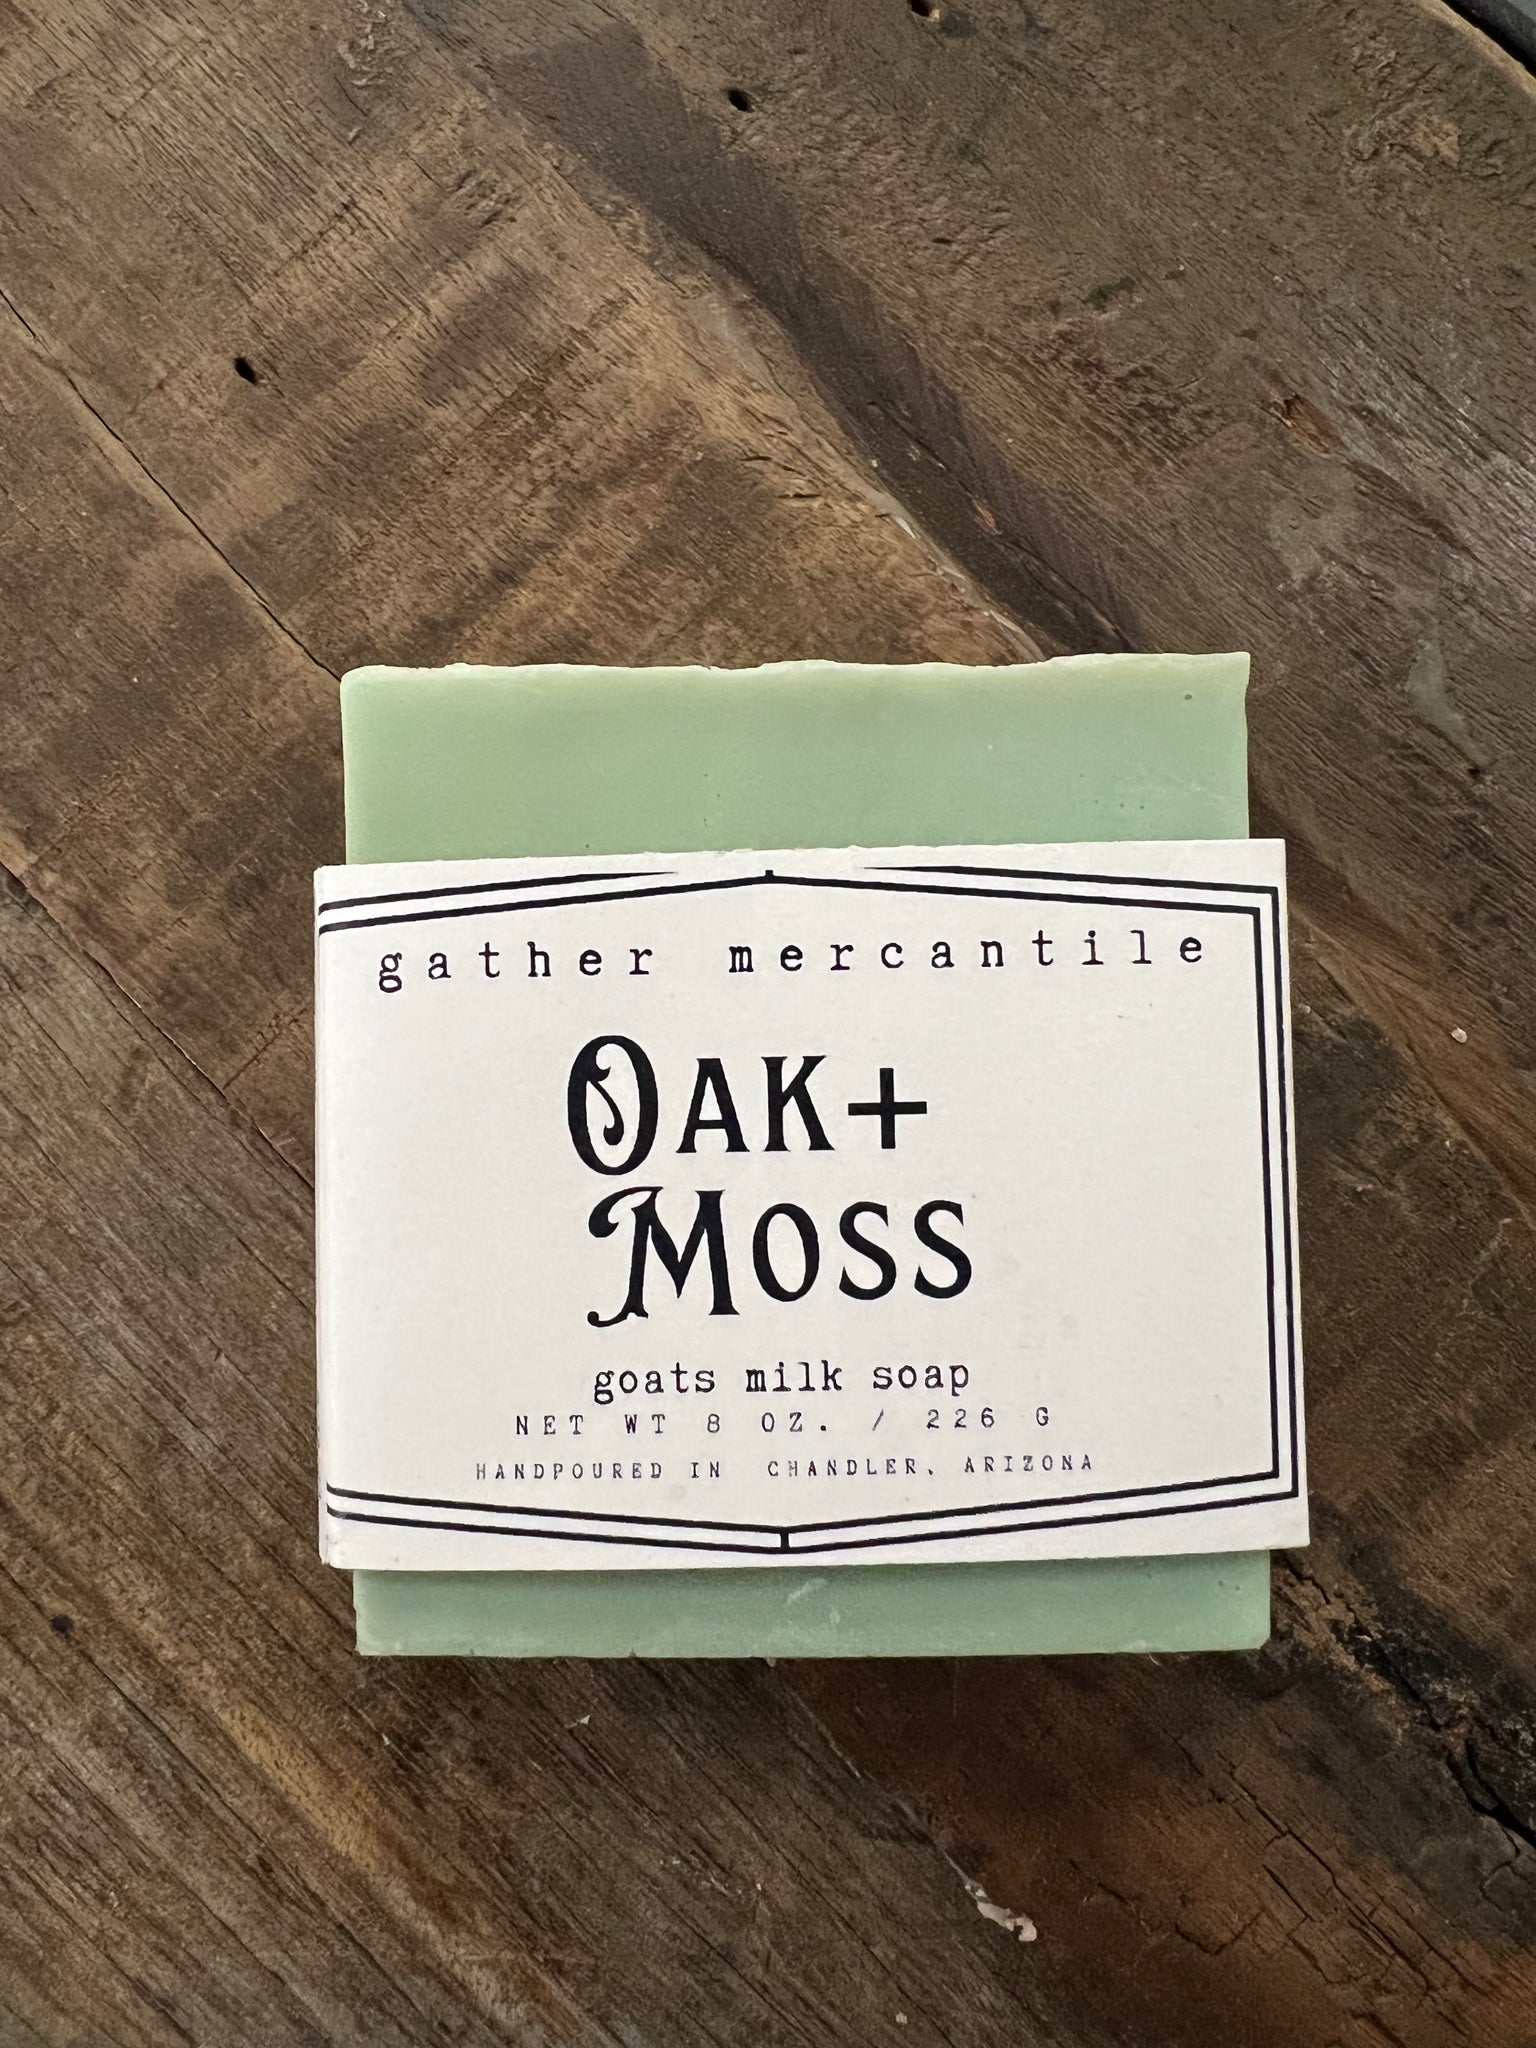 gather mercantile
OAK+
MOSS
goats milk soap
NET WT 8 OZ. / 226 G
HANDPOURED IN CHANDLER, ARIZONA